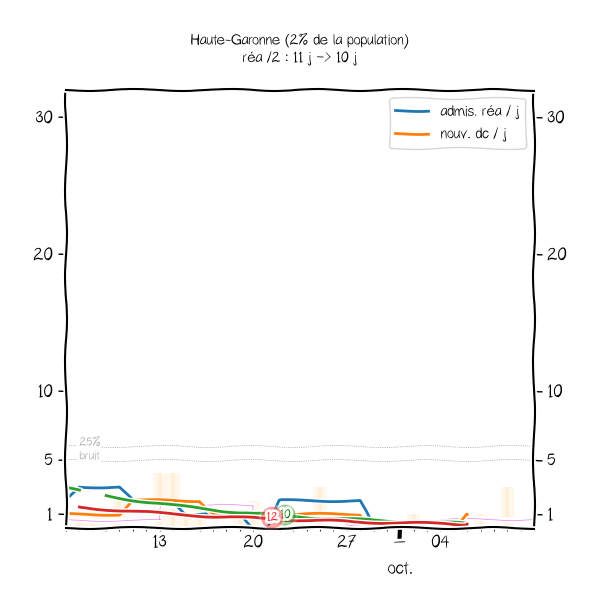 Haute-Garonne (2% de la population)
réa /2 : 11 j -> 10 j
admis. réa / j
nouv. dc / j
30
30
20
20
10
10
25%
5
bruit
5
1
12
10
1
13
20
27
04
oct.